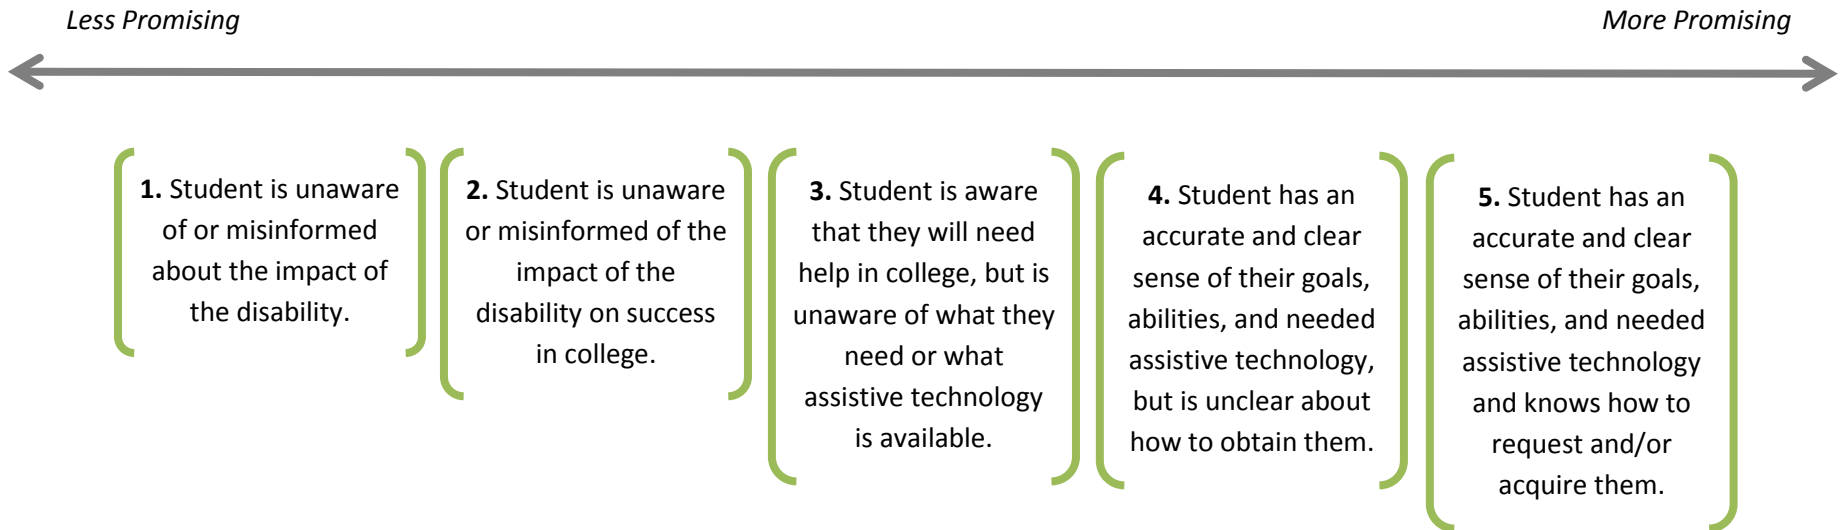 Less Promising
More Promising
1. Student is unaware
of or misinformed
about the impact of
the disability.
2. Student is unaware
or misinformed of the
impact of the
disability on success
in college.
3. Student is aware
that they will need
help in college, but is
unaware of what they
need or what
assistive technology
is available.
4. Student has an
accurate and clear
sense of their goals,
abilities, and needed
assistive technology,
but is unclear about
how to obtain them.
5. Student has an
accurate and clear
sense of their goals,
abilities, and needed
assistive technology
and knows how to
request and/or
acquire them.